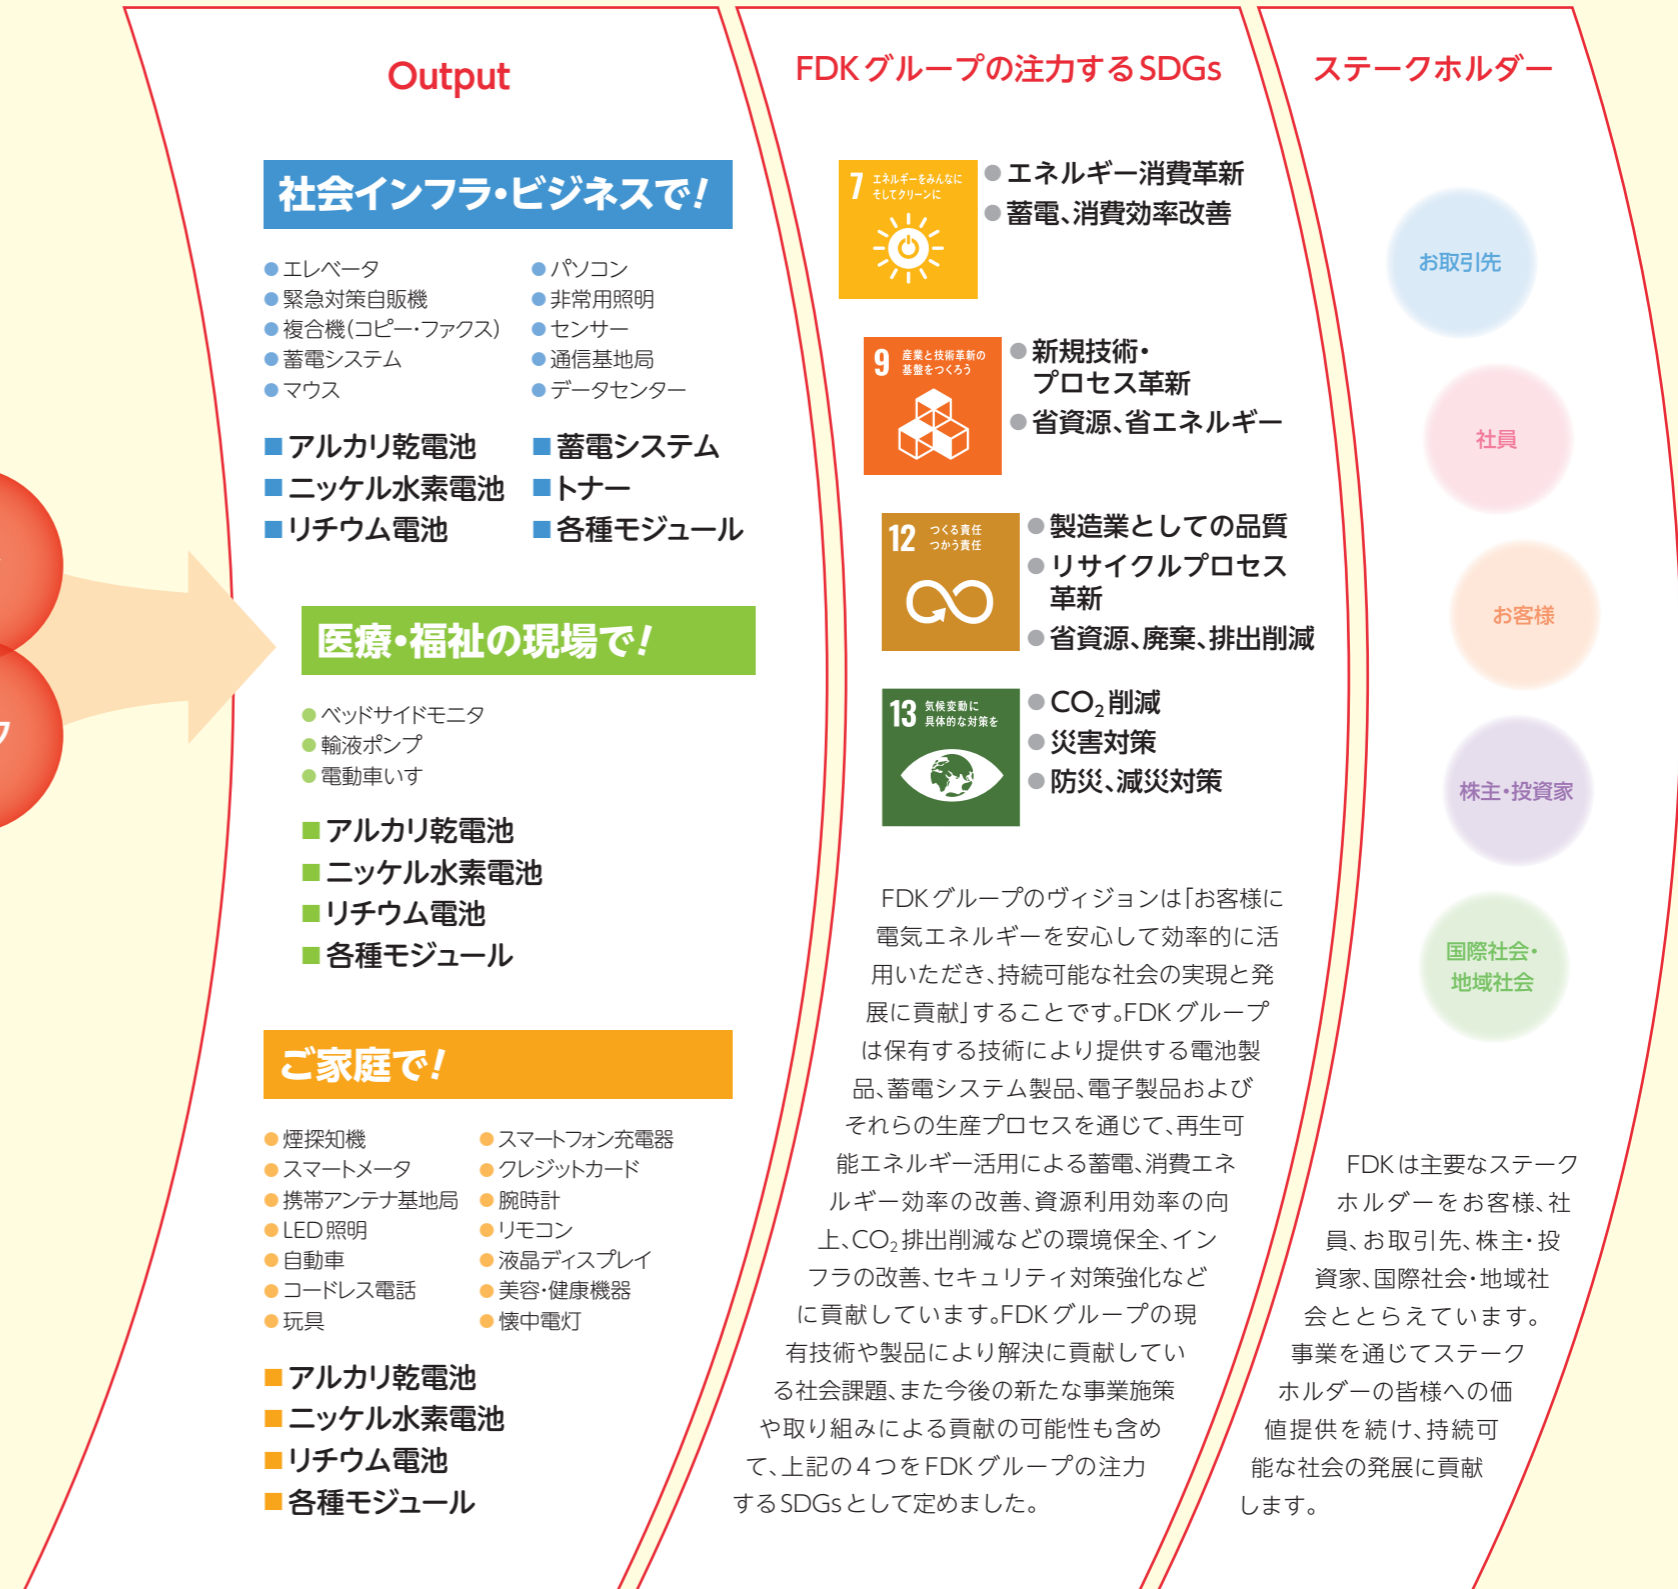 Output
社会インフラ・ビジネスで!
エレベータ
緊急対策自販機
複合機(コピー・ファクス)
蓄電システム
マウス
パソコン
非常用照明
センサー
通信基地局
データセンター
アルカリ乾電池
ニッケル水素電池
リチウム電池
蓄電システム
トナー
各種モジュール
医療・福祉の現場で!
ベッドサイドモニタ
輸液ポンプ
電動車いす
アルカリ乾電池
ニッケル水素電池
リチウム電池
各種モジュール
ご家庭で!
煙探知機
スマートメータ
携帯アンテナ基地局
LED照明
自動車
コードレス電話
玩具
スマートフォン充電器
クレジットカード
腕時計
リモコン
液晶ディスプレイ
美容・健康機器
懐中電灯
アルカリ乾電池
ニッケル水素電池
リチウム電池
各種モジュール
FDKグループの注力するSDGs
7 エネルギーをみんなに
そしてクリーンに
エネルギー消費革新
蓄電、消費効率改善
9 産業と技術革新の
基盤をつくろう
新規技術・
プロセス革新
省資源、省エネルギー
12 つくる責任
つかう責任
製造業としての品質
リサイクルプロセス
革新
省資源、廃棄、排出削減
13 気候変動に
具体的な対策を
CO₂削減
災害対策
防災、減災対策
FDKグループのヴィジョンは「お客様に
電気エネルギーを安心して効率的に活
用いただき、持続可能な社会の実現と発
展に貢献」することです。FDKグループ
は保有する技術により提供する電池製
品、蓄電システム製品、電子製品および
それらの生産プロセスを通じて、再生可
能エネルギー活用による蓄電、消費エネ
ルギー効率の改善、資源利用効率の向
上、CO₂排出削減などの環境保全、イン
フラの改善、セキュリティ対策強化など
に貢献しています。FDKグループの現
有技術や製品により解決に貢献してい
る社会課題、また今後の新たな事業施策
や取り組みによる貢献の可能性も含め
て、上記の4つをFDKグループの注力
するSDGsとして定めました。
ステークホルダー
お取引先
社員
お客様
株主・投資家
国際社会・
地域社会
FDKは主要なステーク
ホルダーをお客様、社
員、お取引先、株主・投
資家、国際社会・地域社
会ととらえています。
事業を通じてステーク
ホルダーの皆様への価
値提供を続け、持続可
能な社会の発展に貢献
します。